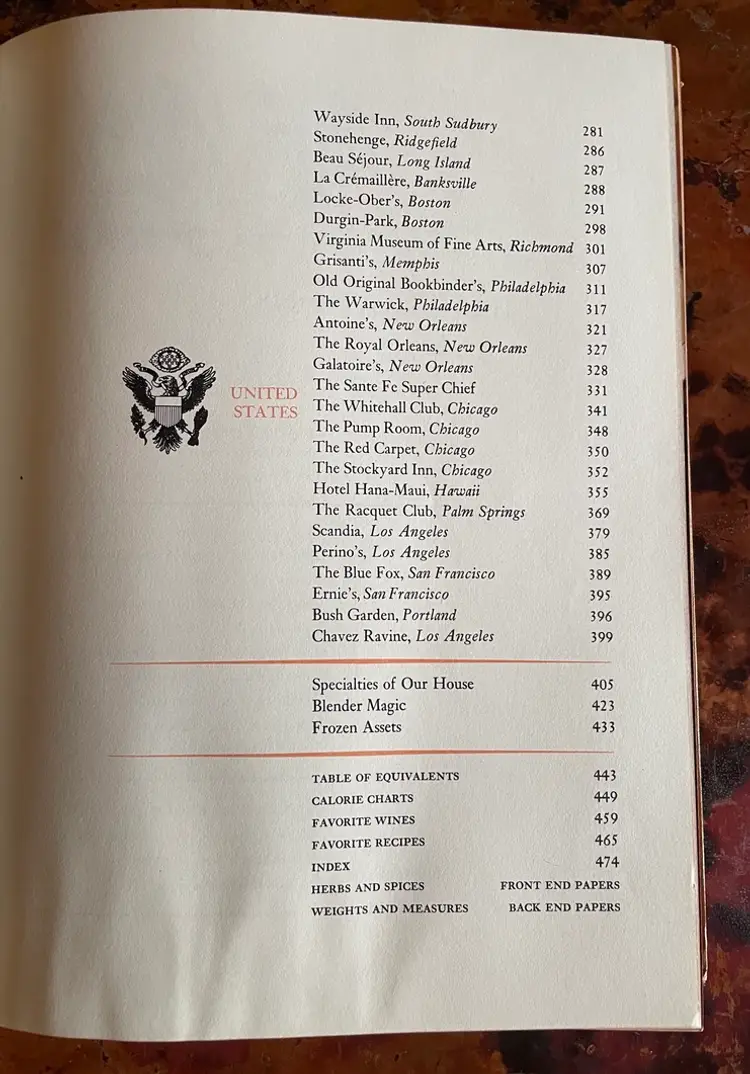 Wayside Inn, South Sudbury 281
Stonehenge, Ridgefield 286
Beau Séjour, Long Island 287
La Crémaillère, Banksville 288
Locke-Ober's, Boston 291
Durgin-Park, Boston 298
Virginia Museum of Fine Arts, Richmond 301
Grisanti's, Memphis 307
Old Original Bookbinder's, Philadelphia 311
The Warwick, Philadelphia 317
Antoine's, New Orleans 321
The Royal Orleans, New Orleans 327
Galatoire's, New Orleans 328
UNITED
STATES
The Sante Fe Super Chief 331
The Whitehall Club, Chicago 341
The Pump Room, Chicago 348
The Red Carpet, Chicago 350
The Stockyard Inn, Chicago 352
Hotel Hana-Maui, Hawaii 355
The Racquet Club, Palm Springs 369
Scandia, Los Angeles 379
Perino's, Los Angeles 385
The Blue Fox, San Francisco 389
Ernie's, San Francisco 395
Bush Garden, Portland 396
Chavez Ravine, Los Angeles 399
Specialties of Our House 405
Blender Magic 423
Frozen Assets 433
TABLE OF EQUIVALENTS 443
CALORIE CHARTS 449
FAVORITE WINES 459
FAVORITE RECIPES 465
INDEX 474
HERBS AND SPICES FRONT END PAPERS
WEIGHTS AND MEASURES BACK END PAPERS